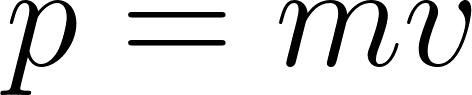 p = mv